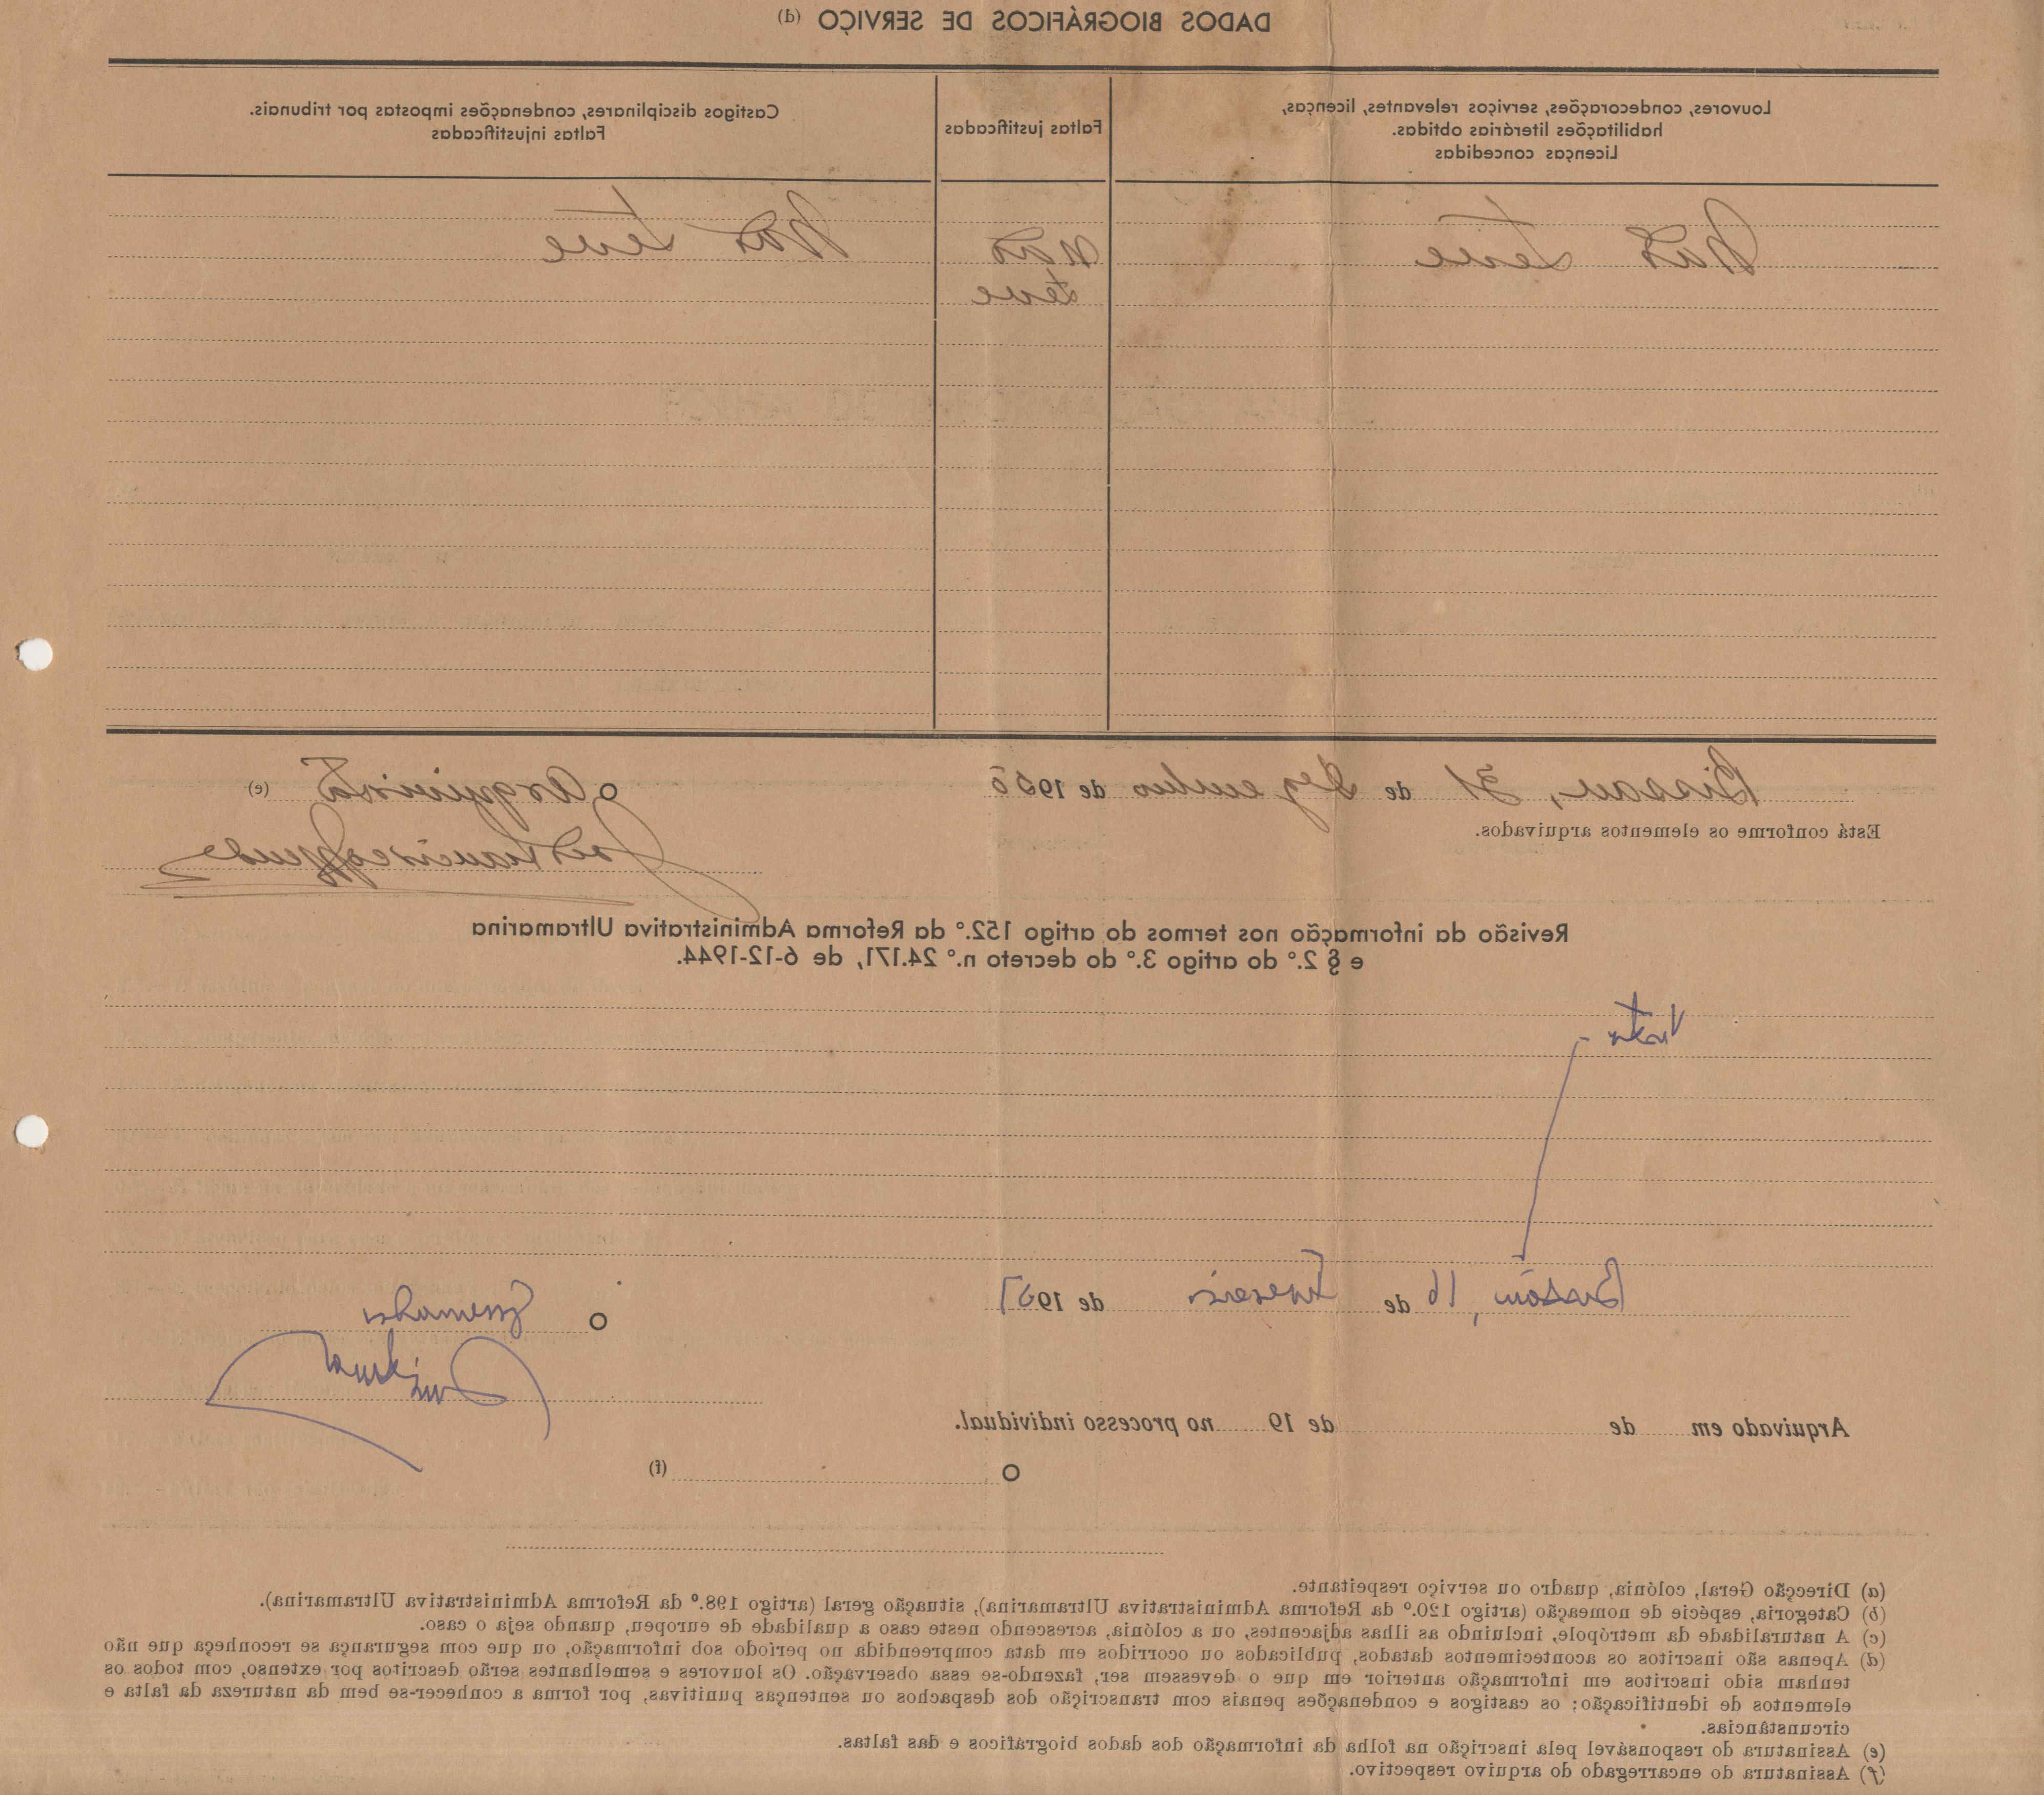 DADOS BIOGRÁFICOS DE SERVIÇO (d)
Louvores, condecorações, serviços relevantes, licenças,
habilitações literárias obtidas.
Licenças concedidas
Faltas justificadas
Castigos disciplinares, condenações impostas por tribunais.
Faltas injustificadas
Não teve
Não
teve
Não teve
Bissau, 31 de Dezembro de 1956
O Arquivista (e)
Está conforme os elementos arquivados.
José Francisco
Revisão da informação nos termos do artigo 152.º da Reforma Administrativa Ultramarina
e § 2.º do artigo 3.º do decreto n.º 24.171, de 6-12-1944.
Visto -
Bissau, 16 de de 1957
O
Arquivado em de de 19 no processo individual.
O (f)
(a) Direcção Geral, colónia, quadro ou serviço respeitante.
(b) Categoria, espécie de nomeação (artigo 120.º da Reforma Administrativa Ultramarina), situação geral (artigo 198.º da Reforma Administrativa Ultramarina).
(c) A naturalidade da metrópole, incluindo as ilhas adjacentes, ou a colónia, acrescendo neste caso a qualidade de europeu, quando seja o caso.
(d) Apenas são inscritos os acontecimentos datados, publicados ou ocorridos em data compreendida no período sob informação, ou que com segurança se reconheça que não
tenham sido inscritos em informação anterior em que o devessem ser, fazendo-se essa observação. Os louvores e semelhantes serão descritos por extenso, com todos os
elementos de identificação; os castigos e condenações penais com transcrição dos despachos ou sentenças punitivas, por forma a conhecer-se bem da natureza da falta e
circunstâncias.
(e) Assinatura do responsável pela inscrição na folha da informação dos dados biográficos e das faltas.
(f) Assinatura do encarregado do arquivo respectivo.